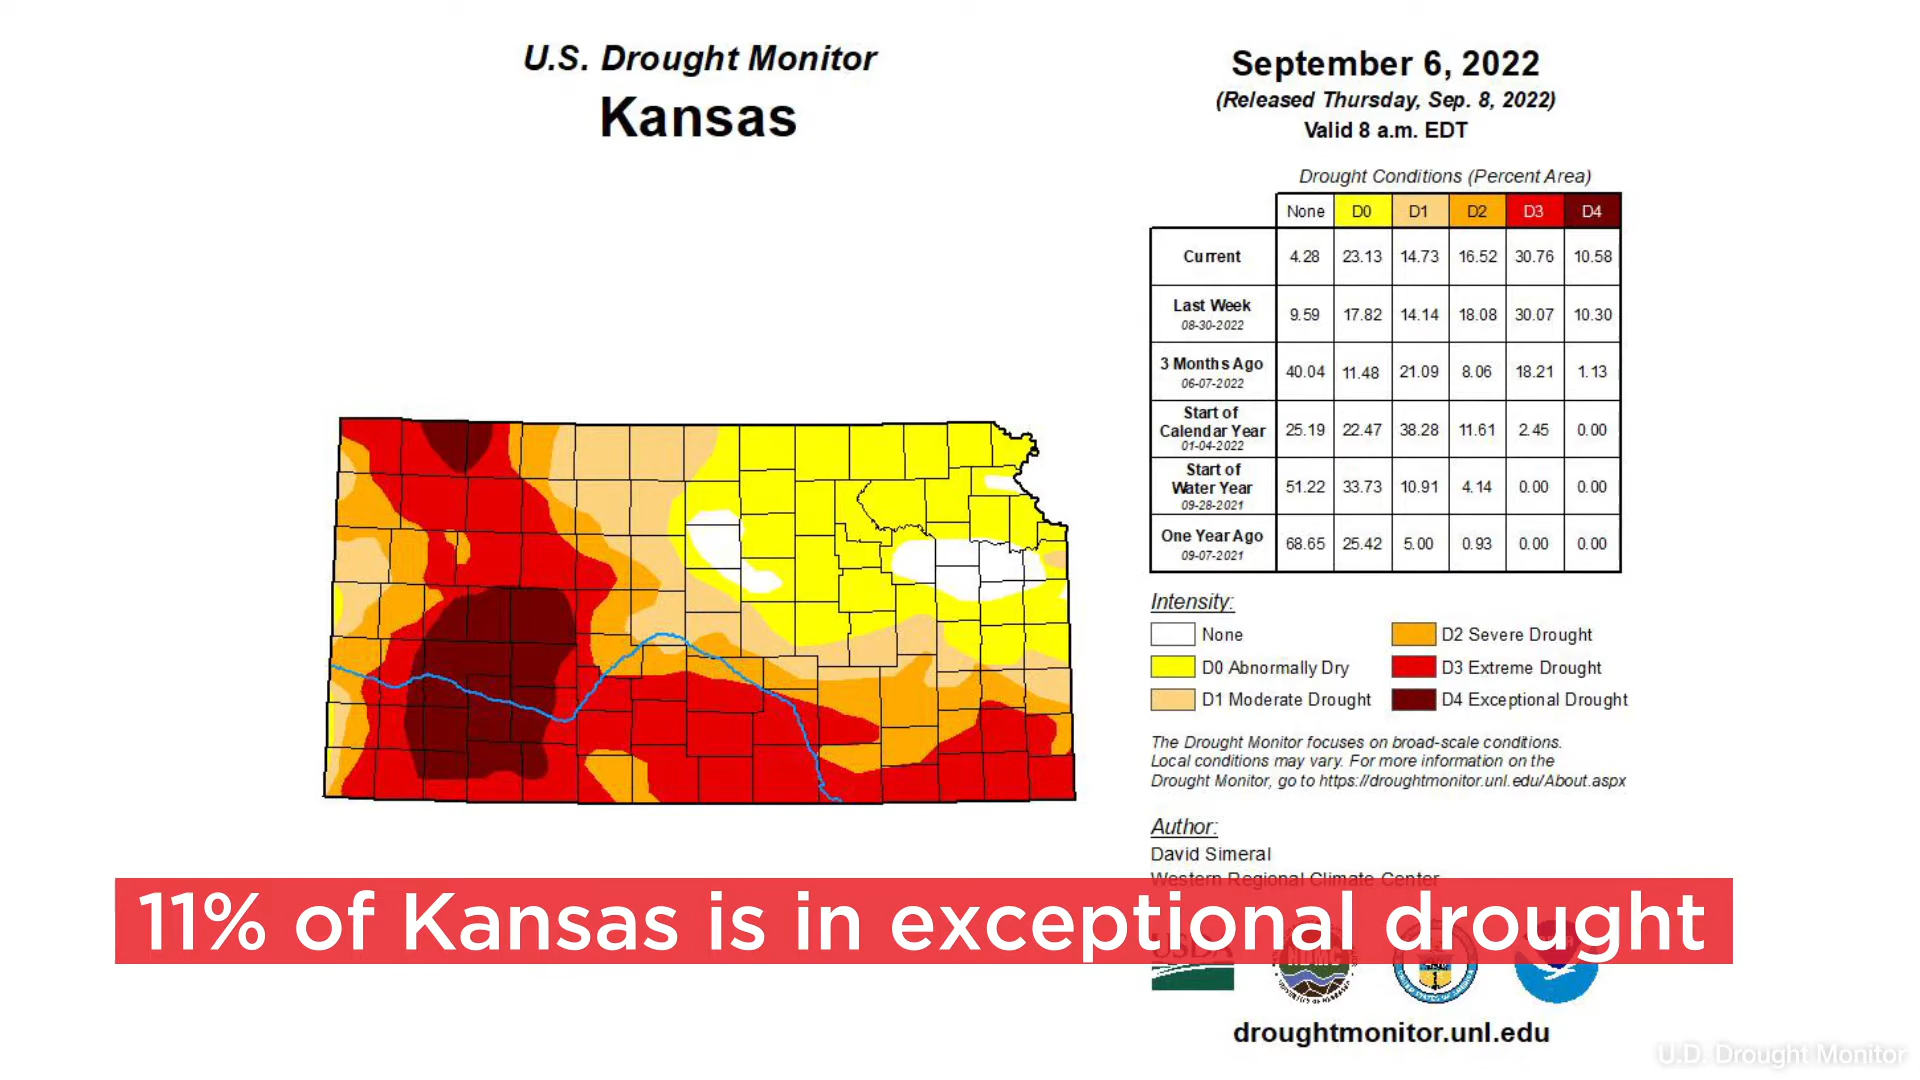 U.S. Drought Monitor
Kansas
September 6, 2022
(Released Thursday, Sep. 8, 2022)
Valid 8 a.m. EDT
Drought Conditions (Percent Area)
None D0 D1 D2 D3 D4
Current 4.28 23.13 14.73 16.52 30.76 10.58
Last Week
08-30-2022 9.59 17.82 14.14 18.08 30.07 10.30
3 Months Ago
06-07-2022 40.04 11.48 21.09 8.06 18.21 1.13
Start of
Calendar Year
01-04-2022 25.19 22.47 38.28 11.61 2.45 0.00
Start of
Water Year
09-28-2021 51.22 33.73 10.91 4.14 0.00 0.00
One Year Ago
09-07-2021 68.65 25.42 5.00 0.93 0.00 0.00
Intensity:
None
D0 Abnormally Dry
D1 Moderate Drought
D2 Severe Drought
D3 Extreme Drought
D4 Exceptional Drought
The Drought Monitor focuses on broad-scale conditions.
Local conditions may vary. For more information on the
Drought Monitor, go to https://droughtmonitor.unl.edu/About.aspx
Author:
David Simeral
Western Regional Climate Center
11% of Kansas is in exceptional drought
USDA
NDMC
droughtmonitor.unl.edu
U.D. Drought Monitor